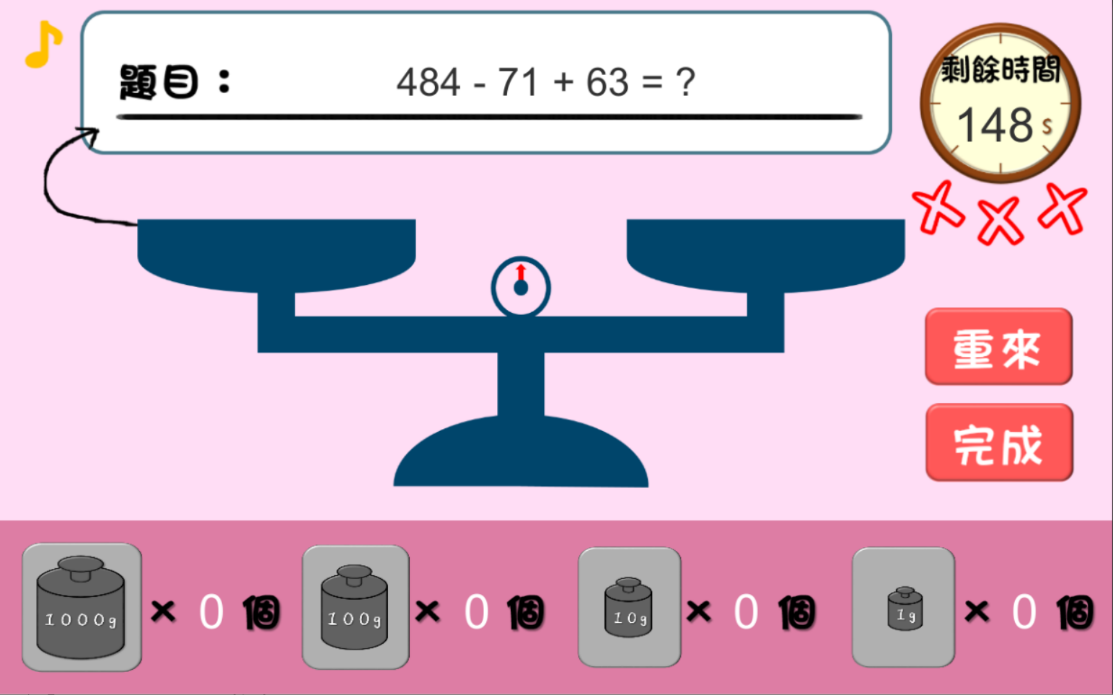 題目： 484 - 71 + 63 = ?
剩餘時間
148 s
重來
完成
1000g × 0 個 100g × 0 個 10g × 0 個 1g × 0 個